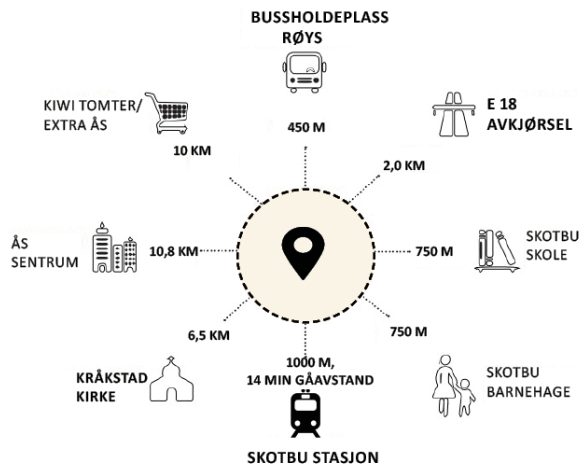 BUSSHOLDEPLASS
RØYS
450 M
E 18
AVKJØRSEL
2,0 KM
KIWI TOMTER/
EXTRA ÅS
10 KM
ÅS
SENTRUM
10,8 KM
750 M
SKOTBU
SKOLE
6,5 KM
750 M
KRÅKSTAD
KIRKE
1000 M,
14 MIN GÅAVSTAND
SKOTBU
BARNEHAGE
SKOTBU STASJON